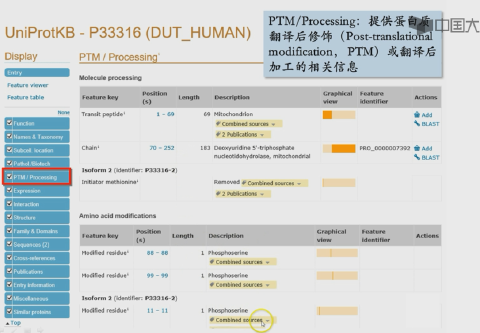 UniProtKB - P33316 (DUT_HUMAN)
中国大
PTM/Processing: 提供蛋白质
翻译后修饰 (Post-translational
modification, PTM) 或翻译后
加工的相关信息
Display
Entry
Feature viewer
Feature table
None
Function
Names & Taxonomy
Subcell. location
Pathol./Biotech
PTM / Processing
Expression
Interaction
Structure
Family & Domains
Sequences (2)
Cross-references
Publications
Entry information
Miscellaneous
Similar proteins
Top
PTM / Processing
Molecule processing
Feature key Position (s) Length Description Graphical view Feature identifier Actions
Transit peptide 1 – 69 69 Mitochondrion Add
Combined sources BLAST
2 Publications
Chain 70 – 252 183 Deoxyuridine 5'-triphosphate PRO_0000007392 Add
nucleotidohydrolase, mitochondrial BLAST
Isoform 2 (identifier: P33316-2)
Initiator methionine Removed Combined sources
2 Publications
Amino acid modifications
Feature key Position (s) Length Description Graphical view Feature identifier Actions
Modified residue 88 – 88 1 Phosphoserine
Combined sources
Modified residue 99 – 99 1 Phosphoserine
Combined sources
Isoform 2 (identifier: P33316-2)
Modified residue 11 – 11 1 Phosphoserine
Combined sources